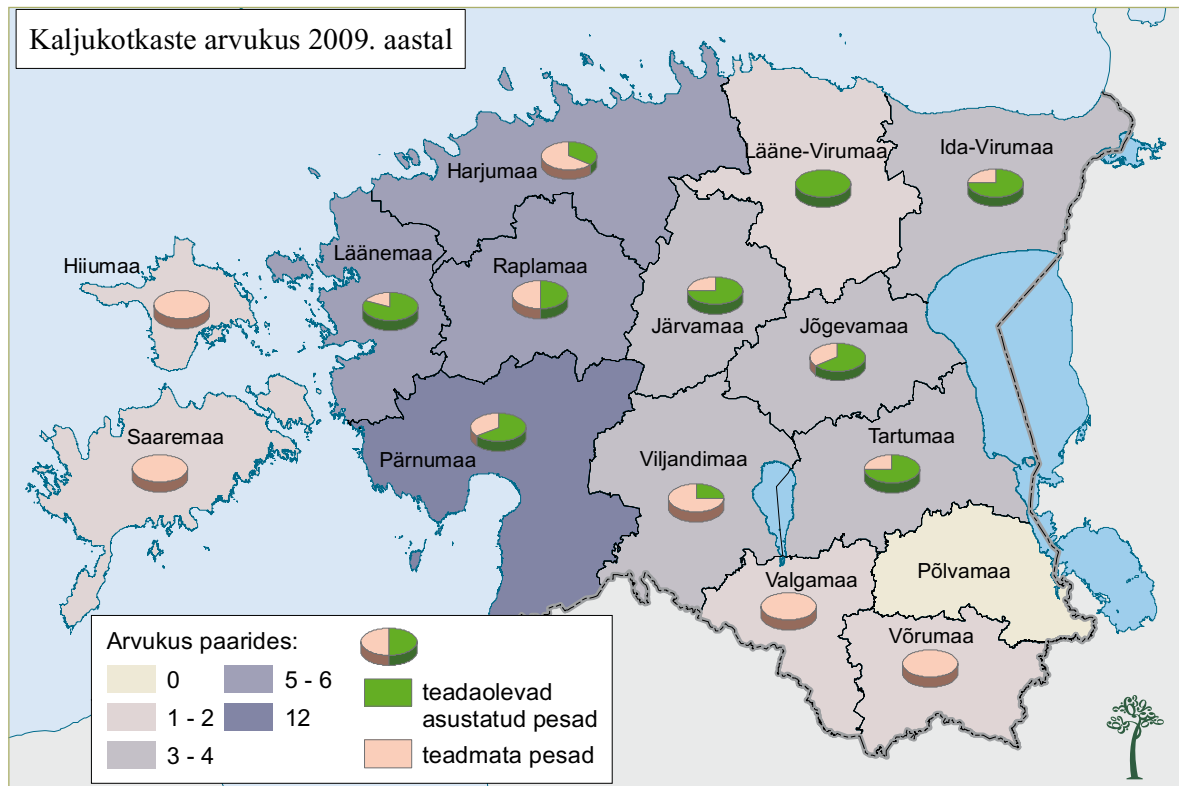 Kaljukotkaste arvukus 2009. aastal
Lääne-Virumaa
Ida-Virumaa
Harjumaa
Läänemaa
Raplamaa
Hiiumaa
Järvamaa
Jõgevamaa
Saaremaa
Pärnumaa
Viljandimaa
Tartumaa
Valgamaa
Põlvamaa
Võrumaa
Arvukus paarides:
0
1 - 2
3 - 4
5 - 6
12
teadaolevad
asustatud pesad
teadmata pesad